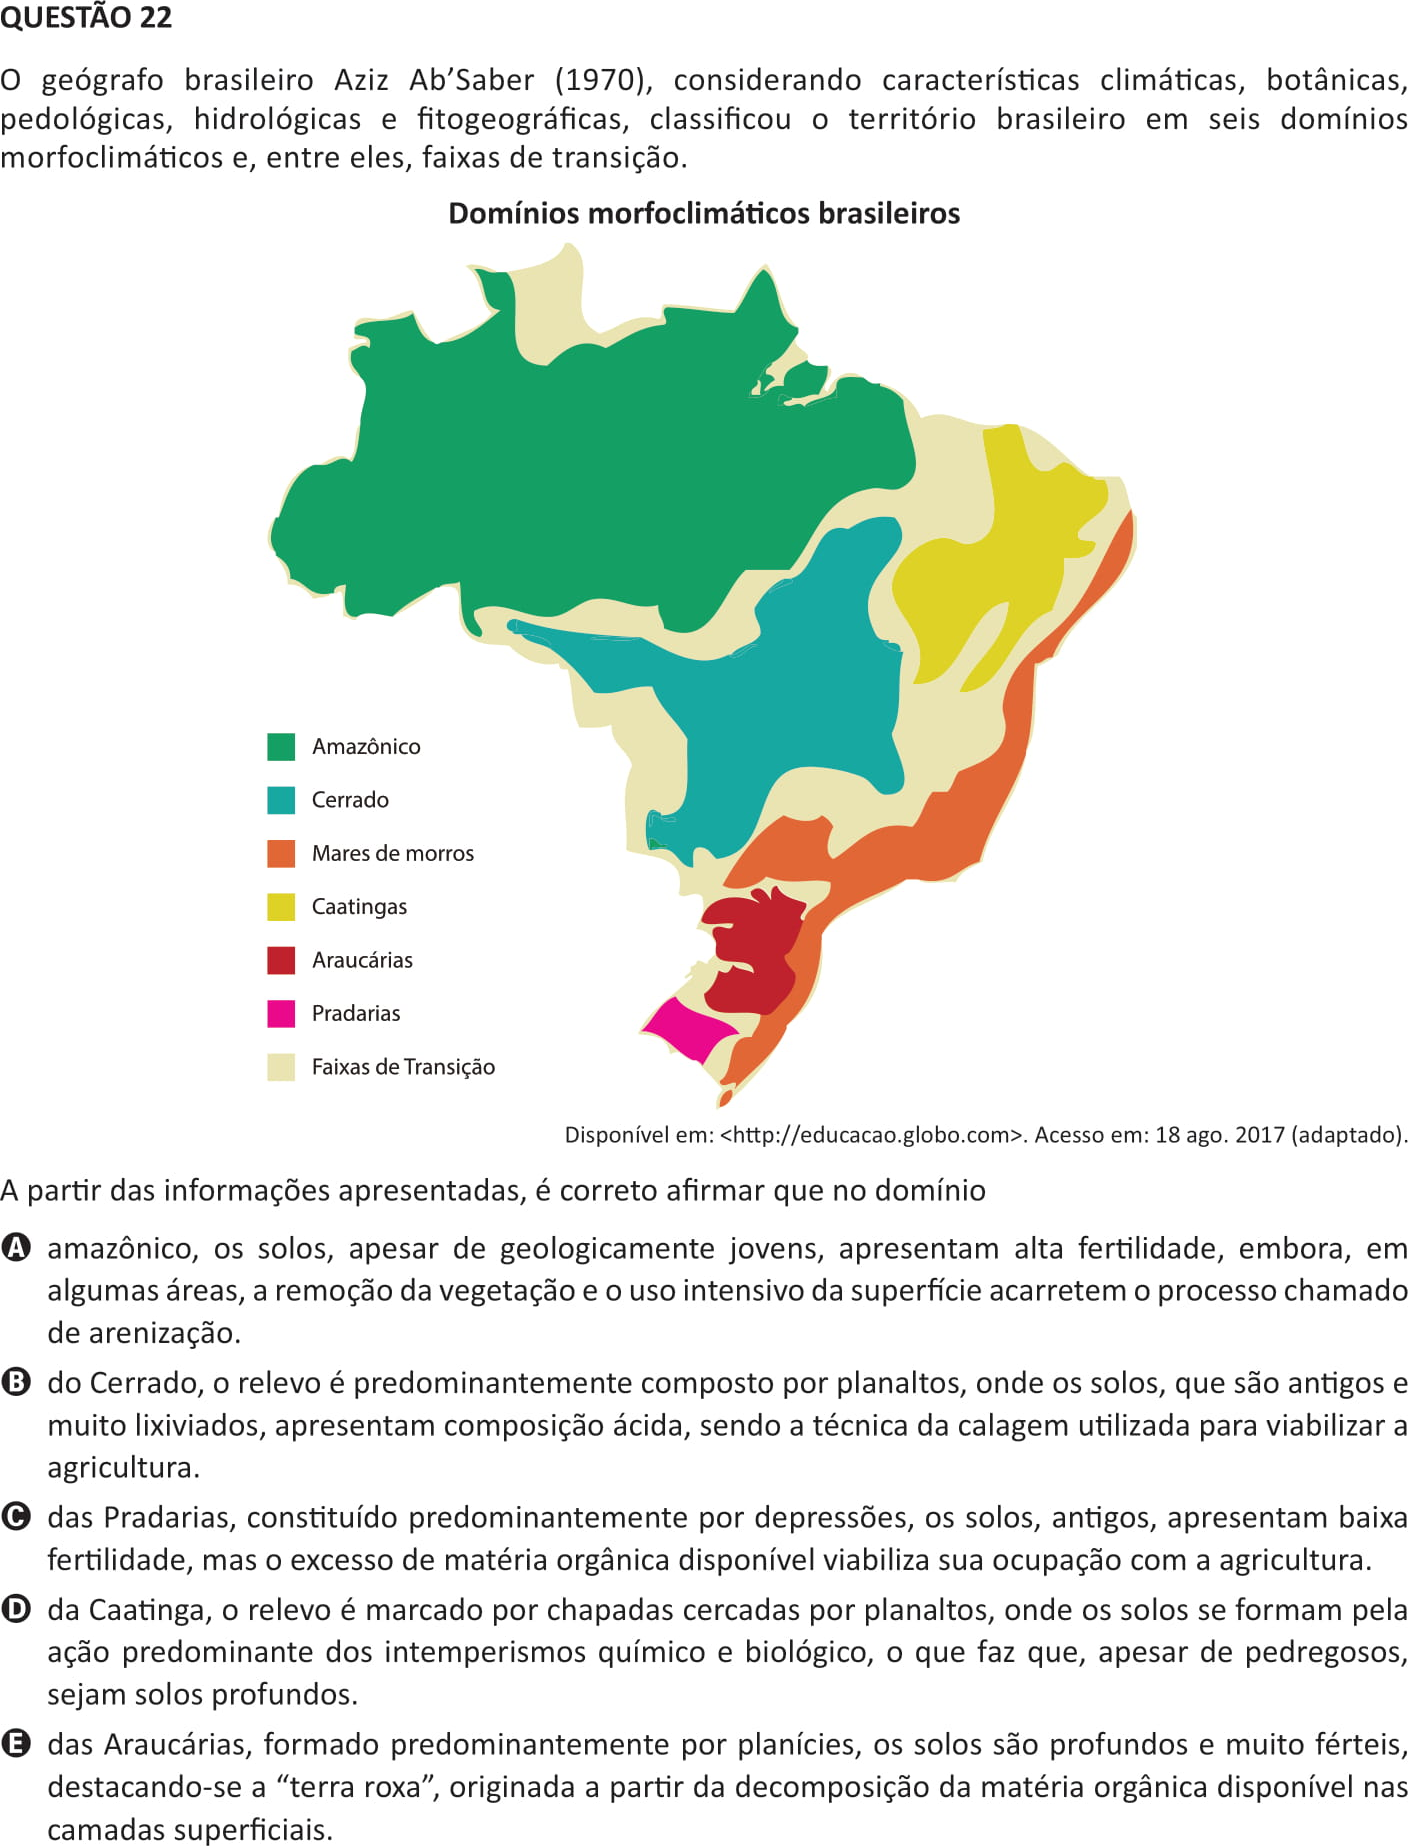 QUESTÃO 22
O geógrafo brasileiro Aziz Ab’Saber (1970), considerando características climáticas, botânicas,
pedológicas, hidrológicas e fitogeográficas, classificou o território brasileiro em seis domínios
morfoclimáticos e, entre eles, faixas de transição.
Domínios morfoclimáticos brasileiros
Amazônico
Cerrado
Mares de morros
Caatingas
Araucárias
Pradarias
Faixas de Transição
Disponível em: <http://educacao.globo.com>. Acesso em: 18 ago. 2017 (adaptado).
A partir das informações apresentadas, é correto afirmar que no domínio
A amazônico, os solos, apesar de geologicamente jovens, apresentam alta fertilidade, embora, em
algumas áreas, a remoção da vegetação e o uso intensivo da superfície acarretem o processo chamado
de arenização.
B do Cerrado, o relevo é predominantemente composto por planaltos, onde os solos, que são antigos e
muito lixiviados, apresentam composição ácida, sendo a técnica da calagem utilizada para viabilizar a
agricultura.
C das Pradarias, constituído predominantemente por depressões, os solos, antigos, apresentam baixa
fertilidade, mas o excesso de matéria orgânica disponível viabiliza sua ocupação com a agricultura.
D da Caatinga, o relevo é marcado por chapadas cercadas por planaltos, onde os solos se formam pela
ação predominante dos intemperismos químico e biológico, o que faz que, apesar de pedregosos,
sejam solos profundos.
E das Araucárias, formado predominantemente por planícies, os solos são profundos e muito férteis,
destacando-se a “terra roxa”, originada a partir da decomposição da matéria orgânica disponível nas
camadas superficiais.